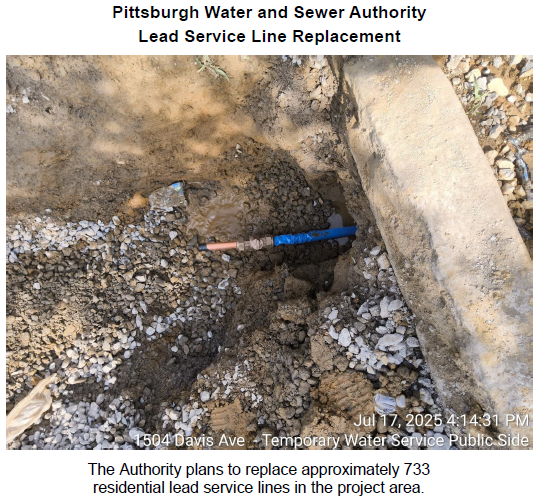 Pittsburgh Water and Sewer Authority
Lead Service Line Replacement
Jul 17, 2025 4:14:31 PM
1504 Davis Ave - Temporary Water Service Public Side
The Authority plans to replace approximately 733
residential lead service lines in the project area.